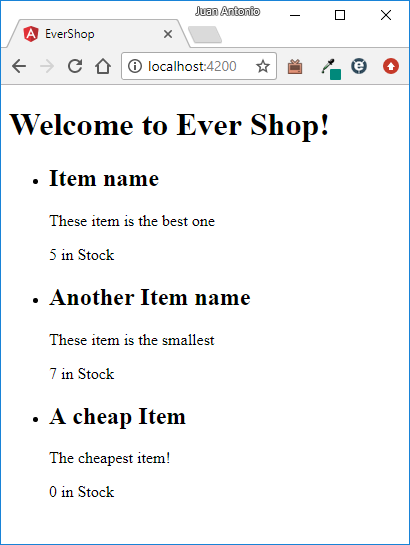 Juan Antonio
EverShop
localhost:4200
Welcome to Ever Shop!
Item name
These item is the best one
5 in Stock
Another Item name
These item is the smallest
7 in Stock
A cheap Item
The cheapest item!
0 in Stock